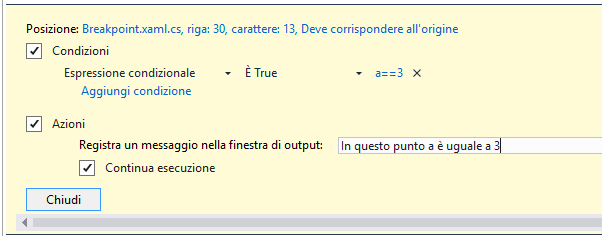 Posizione: Breakpoint.xaml.cs, riga: 30, carattere: 13, Deve corrispondere all'origine
Condizioni
Espressione condizionale È True a==3
Aggiungi condizione
Azioni
Registra un messaggio nella finestra di output: In questo punto a è uguale a 3
Continua esecuzione
Chiudi